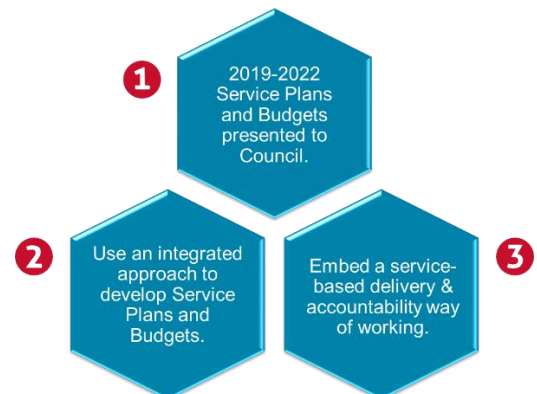 1
2019-2022
Service Plans
and Budgets
presented to
Council.
2
Use an integrated
approach to
develop Service
Plans and
Budgets.
Embed a service-
based delivery &
accountability way
of working.
3